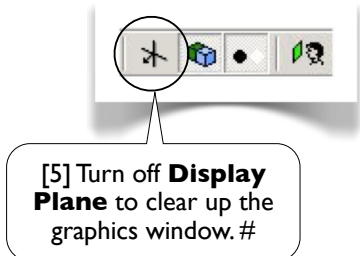 [5] Turn off Display
Plane to clear up the
graphics window. #